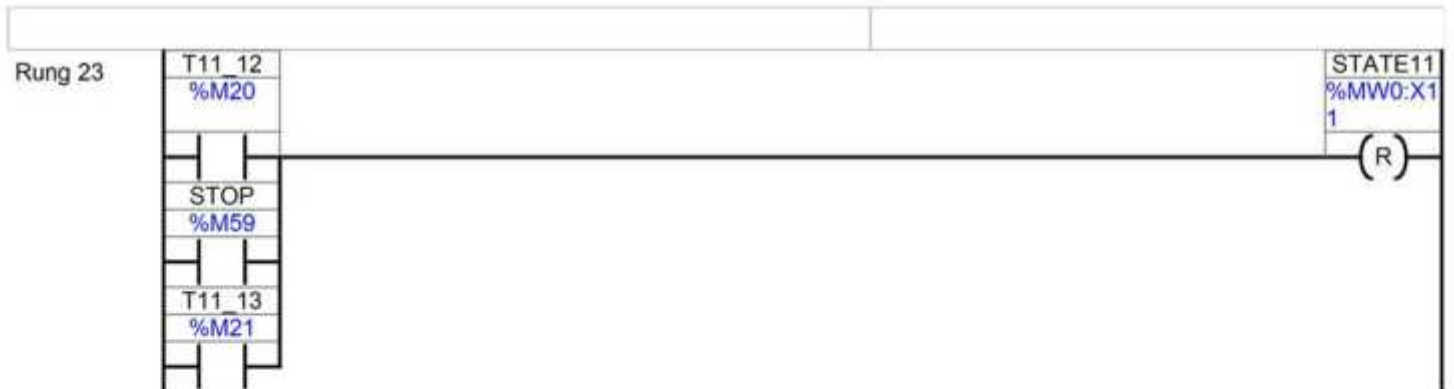 Rung 23
T11_12
%M20
STATE11
%MW0:X1
1
R
STOP
%M59
T11_13
%M21